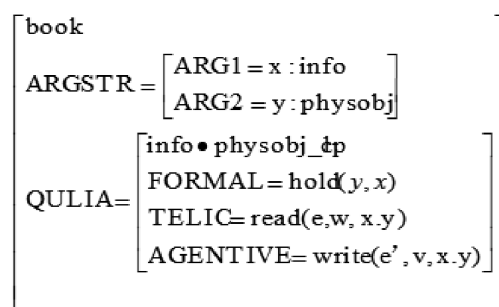 book
ARGSTR = [ARG1 = x : info
ARG2 = y : physobj]
QULIA= [info • physobj_lcp
FORMAL = hold(y, x)
TELIC= read(e,w, x.y)
AGENTIVE= write(e',v, x.y)]